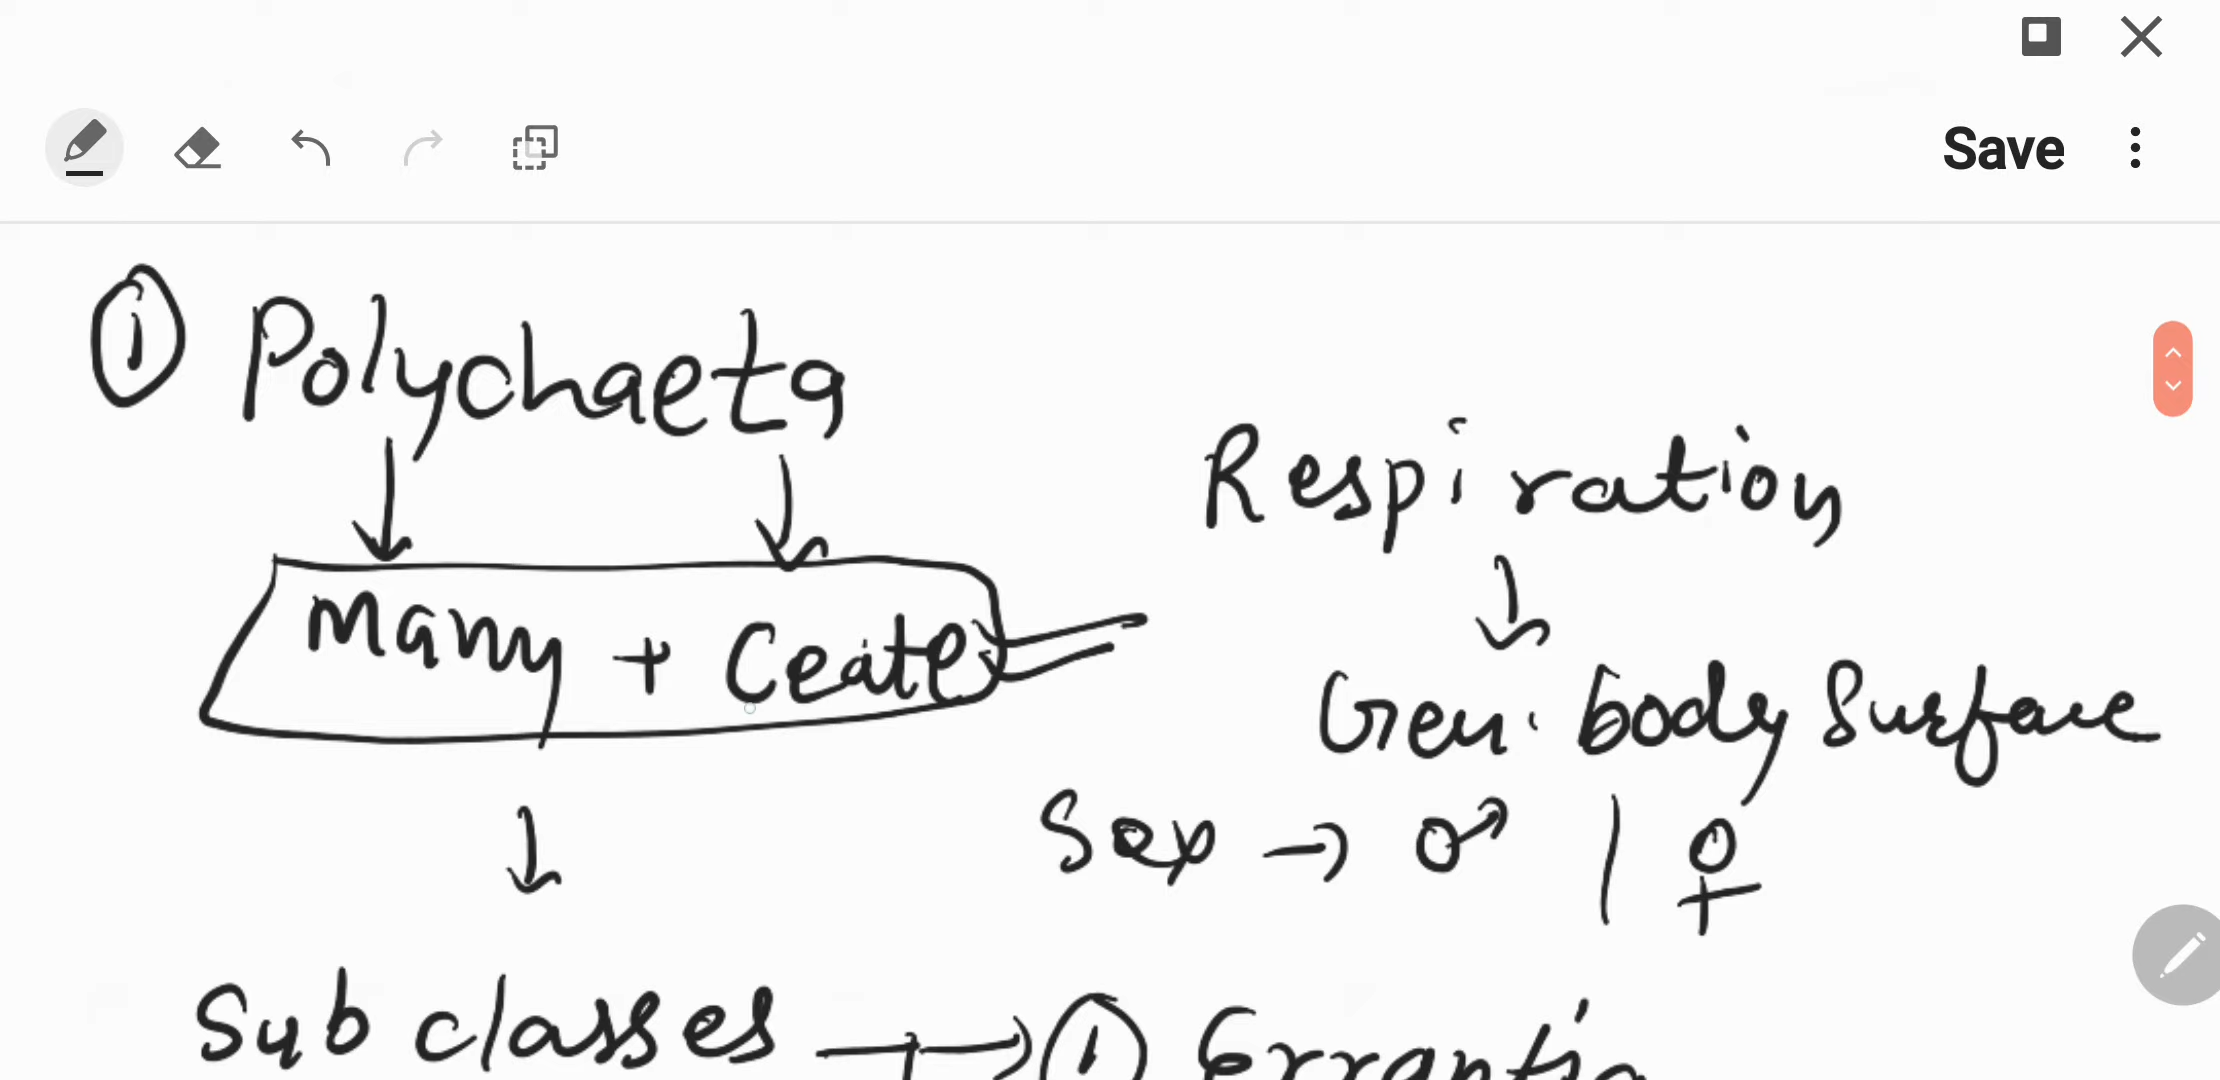 Save
① Polychaeta
Respiration
Many + Ceate
Gen. body Surface
Sex → ♂ | ♀
Sub classes → ① Errantia